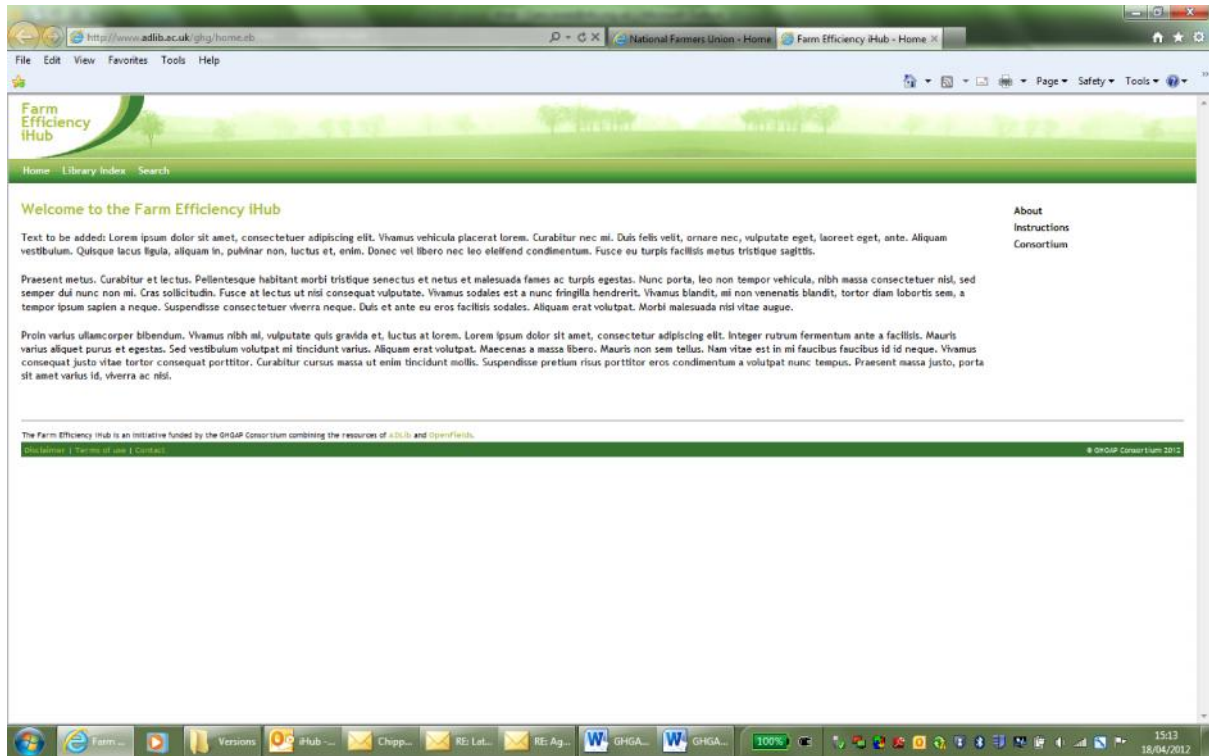 http://www.adlib.ac.uk/ghg/home.eb
National Farmers Union - Home
Farm Efficiency iHub - Home
File Edit View Favorites Tools Help
Page Safety Tools
Farm
Efficiency
iHub
Home Library Index Search
Welcome to the Farm Efficiency iHub
About
Instructions
Consortium
Text to be added: Lorem ipsum dolor sit amet, consectetuer adipiscing elit. Vivamus vehicula placerat lorem. Curabitur nec mi. Duis felis velit, ornare nec, vulputate eget, laoreet eget, ante. Aliquam
vestibulum. Quisque lacus ligula, aliquam in, pulvinar non, luctus et, enim. Donec vel libero nec leo eleifend condimentum. Fusce eu turpis facilisis metus tristique sagittis.
Praesent metus. Curabitur et lectus. Pellentesque habitant morbi tristique senectus et netus et malesuada fames ac turpis egestas. Nunc porta, leo non tempor vehicula, nibh massa consectetuer nisl, sed
semper dui nunc non mi. Cras sollicitudin. Fusce at lectus ut nisi consequat vulputate. Vivamus sodales est a nunc fringilla hendrerit. Vivamus blandit, mi non venenatis blandit, tortor diam lobortis sem, a
tempor ipsum sapien a neque. Suspendisse consectetuer viverra neque. Duis et ante eu eros facilisis sodales. Aliquam erat volutpat. Morbi malesuada nisi vitae augue.
Proin varius ullamcorper bibendum. Vivamus nibh mi, vulputate quis gravida et, luctus at lorem. Lorem ipsum dolor sit amet, consectetur adipiscing elit. Integer rutrum fermentum ante a facilisis. Mauris
varius aliquet purus et egestas. Sed vestibulum volutpat mi tincidunt varius. Aliquam erat volutpat. Maecenas a massa libero. Mauris non sem tellus. Nam vitae est in mi faucibus faucibus id id neque. Vivamus
consequat justo vitae tortor consequat porttitor. Curabitur cursus massa ut enim tincidunt mollis. Suspendisse pretium risus porttitor eros condimentum a volutpat nunc tempus. Praesent massa justo, porta
sit amet varius id, viverra ac nisl.
The Farm Efficiency iHub is an initiative funded by the GHGAP Consortium combining the resources of ADLib and OpenFields.
Disclaimer | Terms of use | Contact
© GHGAP Consortium 2012
Farm ...
Versions
iHub -...
Chipp...
RE: Lat...
RE: Ag...
GHGA...
GHGA...
100%
15:13
18/04/2012